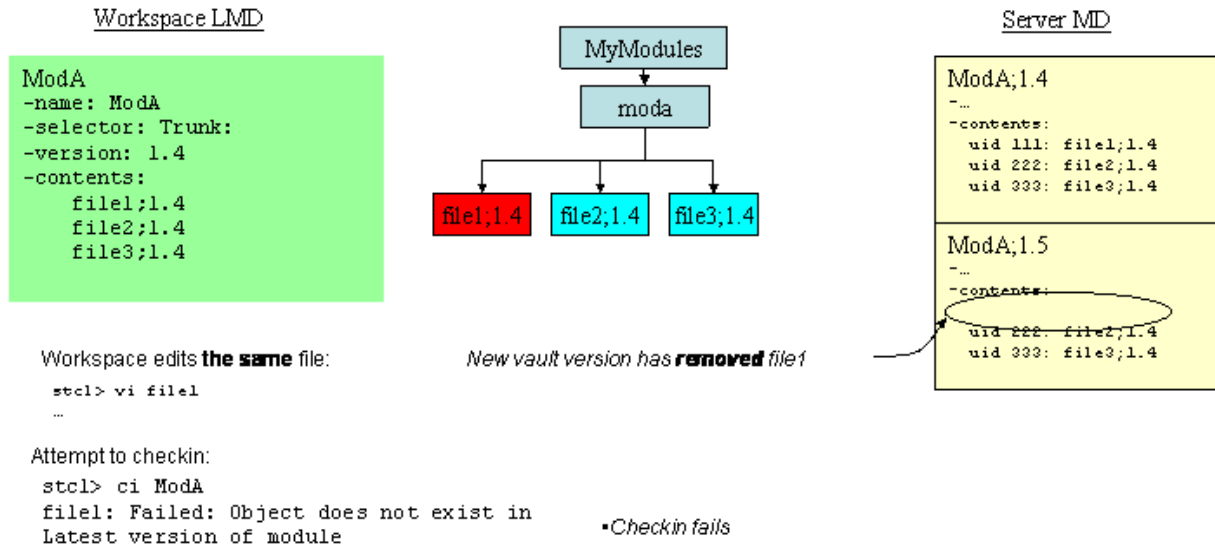 Workspace LMD
ModA
-name: ModA
-selector: Trunk:
-version: 1.4
-contents:
file1;1.4
file2;1.4
file3;1.4
MyModules
moda
file1;1.4
file2;1.4
file3;1.4
Server MD
ModA;1.4
-…
-contents:
uid 111: file1;1.4
uid 222: file2;1.4
uid 333: file3;1.4
ModA;1.5
-…
-contents:
uid 222: file2;1.4
uid 333: file3;1.4
Workspace edits the same file:
stcl> vi file1
…
New vault version has removed file1
Attempt to checkin:
stcl> ci ModA
file1: Failed: Object does not exist in
Latest version of module
▪Checkin fails